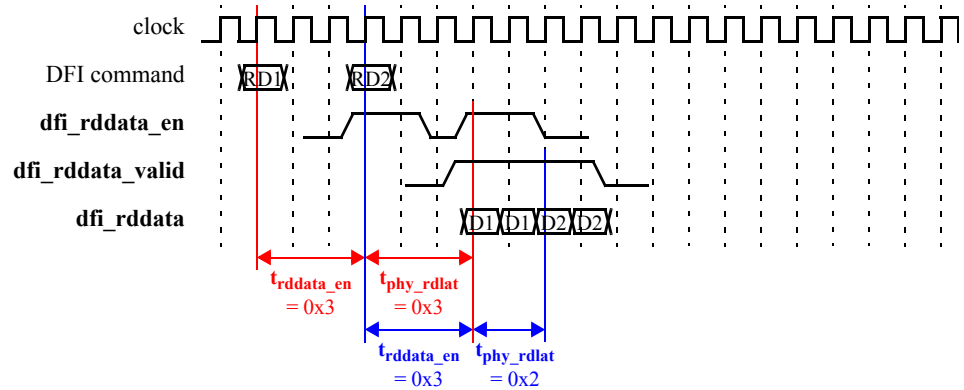 clock
DFI command
RD1 RD2
dfi_rddata_en
dfi_rddata_valid
dfi_rddata
D1 D1 D2 D2
trddata_en tphy_rdlat
= 0x3 = 0x3
trddata_en tphy_rdlat
= 0x3 = 0x2